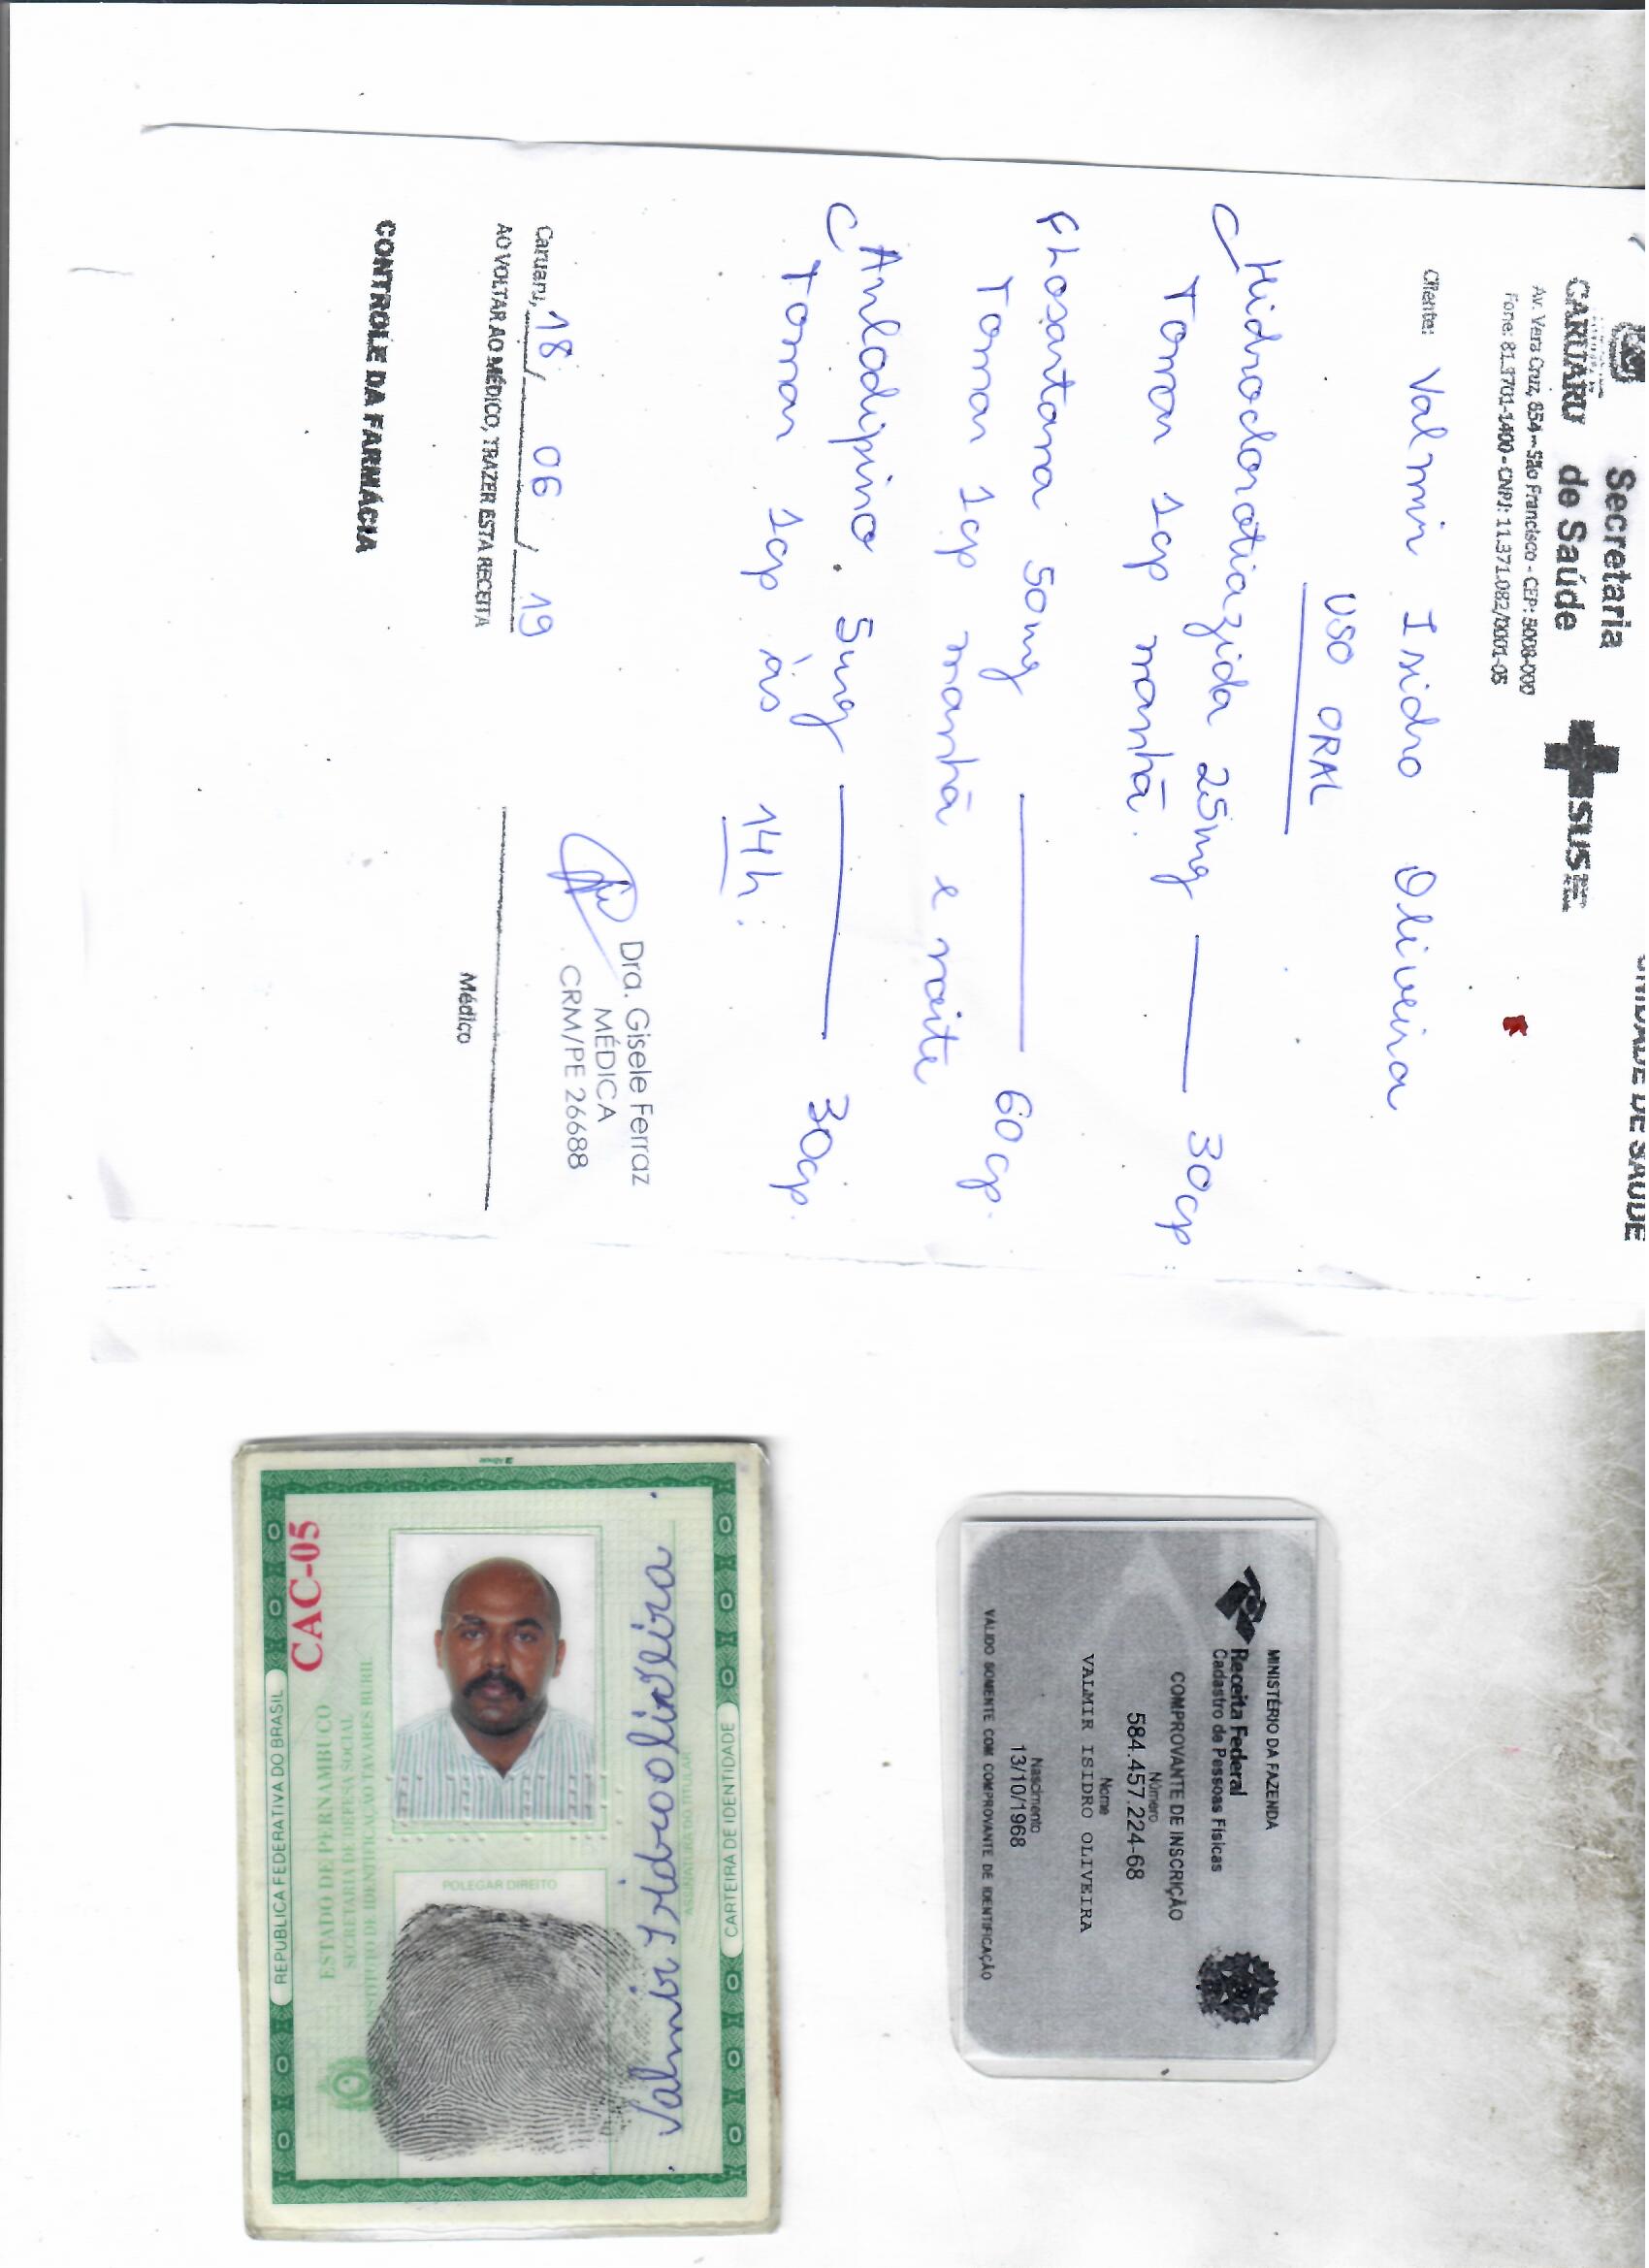 UNIDADE DE SAÚDE
Secretaria
CARUARU de Saúde SUS
Av. Vera Cruz, 654 - São Francisco - CEP: 5008-000
Fone: 81.3701-1400 - CNPJ: 11.371.082/0001-05
Cliente: Valmir Isidro Oliveira
USO ORAL
Hidroclorotiazida 25mg — 30cp
Tomar 1cp manhã.
Losartana 50mg — 60cp.
Tomar 1cp manhã e noite
Anlodipino 5mg — 30cp.
Tomar 1cp às 14h.
Caruaru, 18 / 06 / 19
AO VOLTAR AO MÉDICO, TRAZER ESTA RECEITA
Dra. Gisele Ferraz
MÉDICA
CRM/PE 26688
Médico
CONTROLE DA FARMÁCIA
MINISTÉRIO DA FAZENDA
Receita Federal
Cadastro de Pessoas Físicas
COMPROVANTE DE INSCRIÇÃO
Número
584.457.224-68
Nome
VALMIR ISIDRO OLIVEIRA
Nascimento
13/10/1968
VÁLIDO SOMENTE COM COMPROVANTE DE IDENTIFICAÇÃO
CARTEIRA DE IDENTIDADE
ASSINATURA DO TITULAR
Valmir Isidro oliveira
POLEGAR DIREITO
INSTITUTO DE IDENTIFICAÇÃO TAVARES BURIL
SECRETARIA DE DEFESA SOCIAL
ESTADO DE PERNAMBUCO
CAC-05
REPÚBLICA FEDERATIVA DO BRASIL